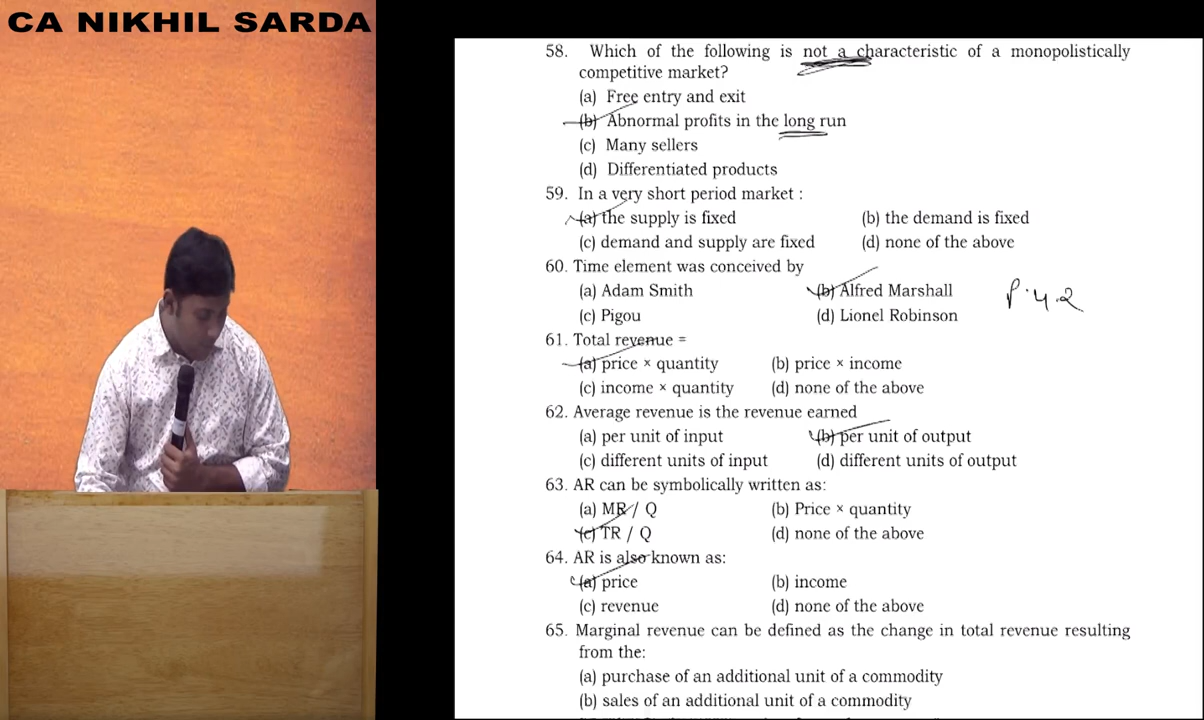 CA NIKHIL SARDA
58. Which of the following is not a characteristic of a monopolistically
competitive market?
(a) Free entry and exit
(b) Abnormal profits in the long run
(c) Many sellers
(d) Differentiated products
59. In a very short period market :
(a) the supply is fixed (b) the demand is fixed
(c) demand and supply are fixed (d) none of the above
60. Time element was conceived by
(a) Adam Smith (b) Alfred Marshall
(c) Pigou (d) Lionel Robinson
P.4.2
61. Total revenue =
(a) price × quantity (b) price × income
(c) income × quantity (d) none of the above
62. Average revenue is the revenue earned
(a) per unit of input (b) per unit of output
(c) different units of input (d) different units of output
63. AR can be symbolically written as:
(a) MR / Q (b) Price × quantity
(c) TR / Q (d) none of the above
64. AR is also known as:
(a) price (b) income
(c) revenue (d) none of the above
65. Marginal revenue can be defined as the change in total revenue resulting
from the:
(a) purchase of an additional unit of a commodity
(b) sales of an additional unit of a commodity